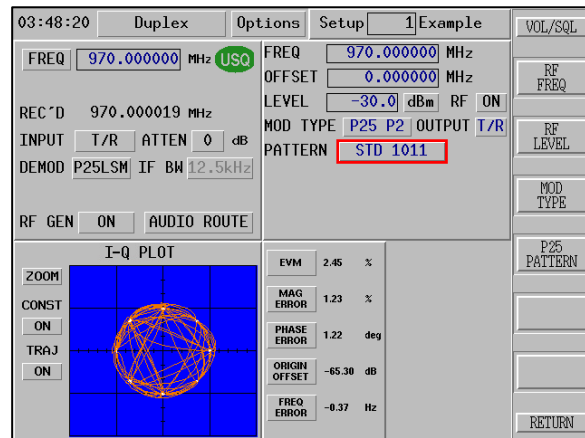 03:48:20 Duplex Options Setup 1 Example
FREQ 970.000000 MHz USQ
REC'D 970.000019 MHz
INPUT T/R ATTEN 0 dB
DEMOD P25LSM IF BW 12.5kHz
RF GEN ON AUDIO ROUTE
FREQ 970.000000 MHz
OFFSET 0.000000 MHz
LEVEL -30.0 dBm RF ON
MOD TYPE P25 P2 OUTPUT T/R
PATTERN STD 1011
I-Q PLOT
ZOOM
CONST
ON
TRAJ
ON
EVM 2.45 %
MAG
ERROR 1.23 %
PHASE
ERROR 1.22 deg
ORIGIN
OFFSET -65.30 dB
FREQ
ERROR -0.37 Hz
VOL/SQL
RF
FREQ
RF
LEVEL
MOD
TYPE
P25
PATTERN
RETURN